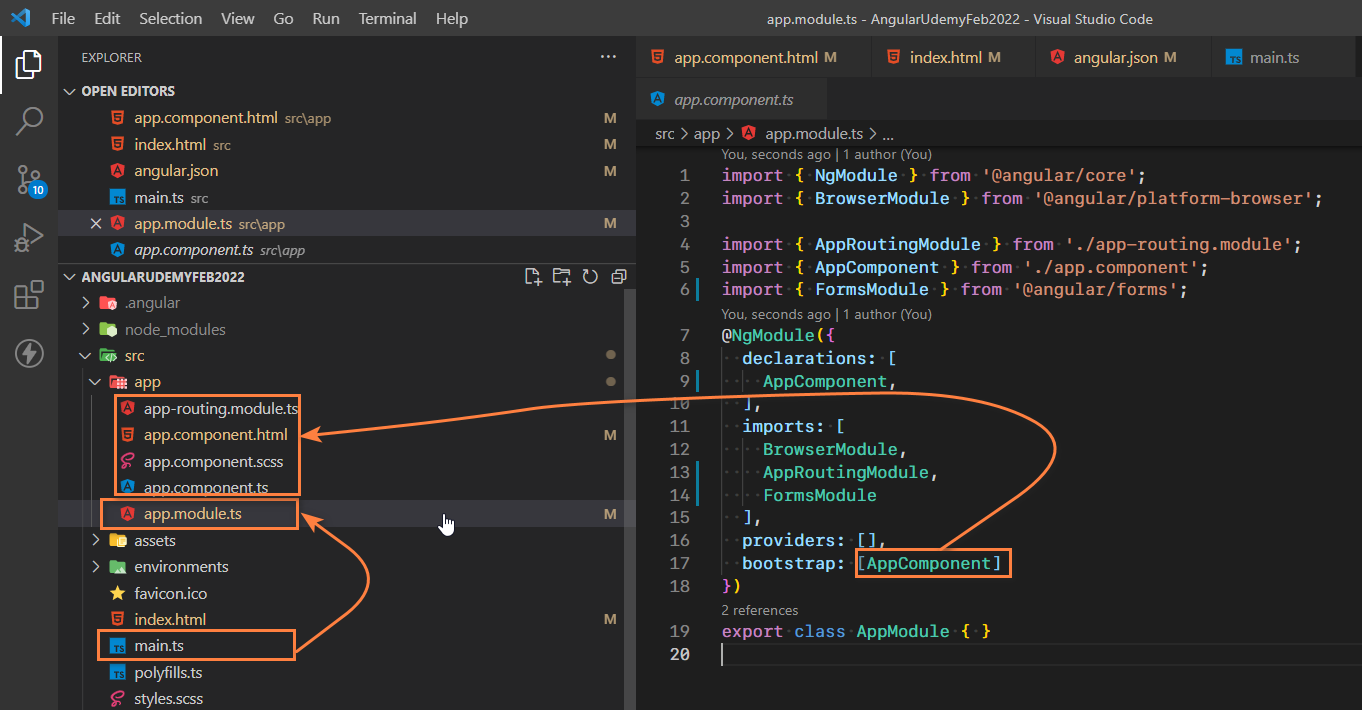 File Edit Selection View Go Run Terminal Help
app.module.ts - AngularUdemyFeb2022 - Visual Studio Code
EXPLORER ...
OPEN EDITORS
app.component.html src\app M
index.html src M
angular.json M
main.ts src
app.module.ts src\app M
app.component.ts src\app
ANGULARUDEMYFEB2022
.angular
node_modules
src
app
app-routing.module.ts
app.component.html M
app.component.scss
app.component.ts
app.module.ts M
assets
environments
favicon.ico
index.html M
main.ts
polyfills.ts
styles.scss
10
app.component.html M index.html M angular.json M TS main.ts
app.component.ts
src > app > app.module.ts > ...
You, seconds ago | 1 author (You)
1 import { NgModule } from '@angular/core';
2 import { BrowserModule } from '@angular/platform-browser';
3
4 import { AppRoutingModule } from './app-routing.module';
5 import { AppComponent } from './app.component';
6 import { FormsModule } from '@angular/forms';
You, seconds ago | 1 author (You)
7 @NgModule({
8 declarations: [
9 AppComponent,
10 ],
11 imports: [
12 BrowserModule,
13 AppRoutingModule,
14 FormsModule
15 ],
16 providers: [],
17 bootstrap: [AppComponent]
18 })
2 references
19 export class AppModule { }
20